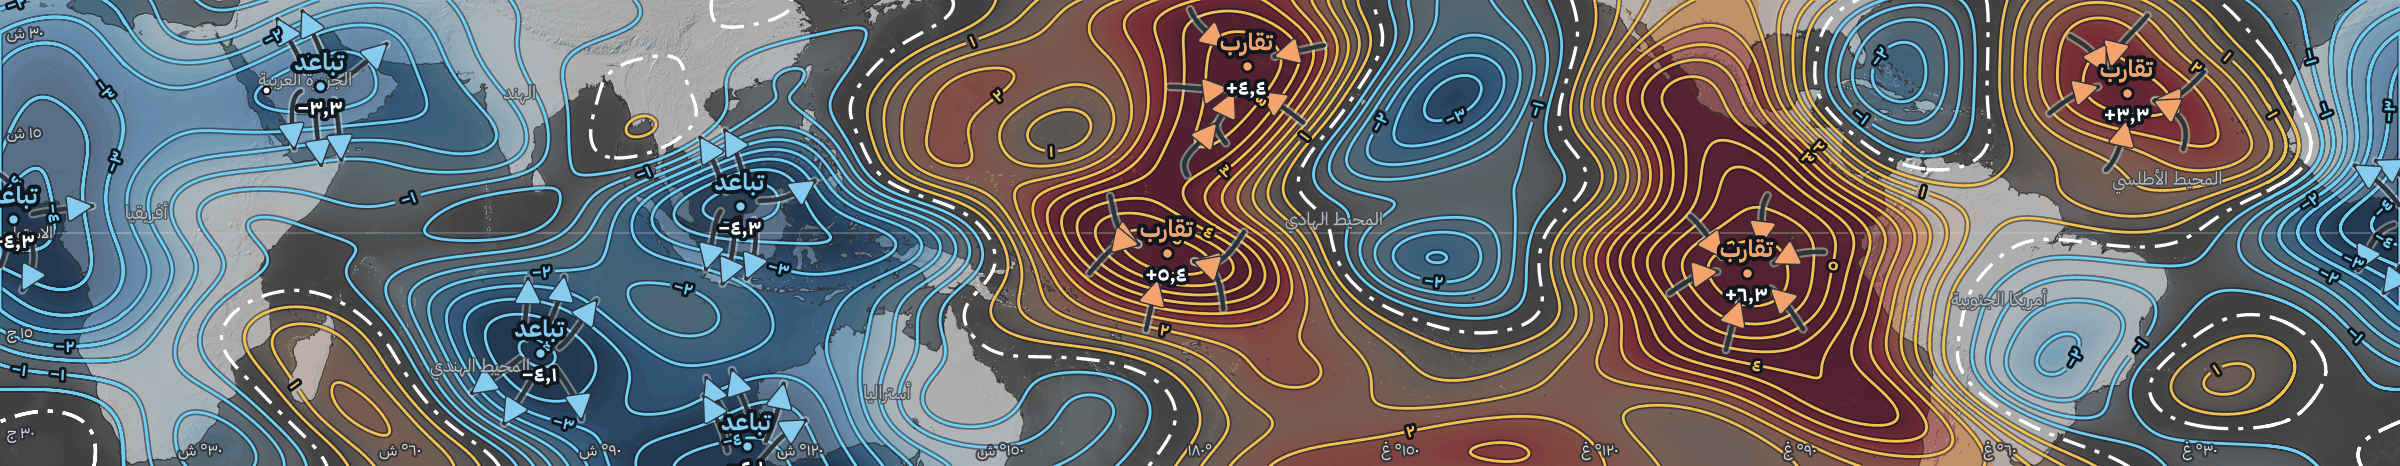 ٣٠ ش
١٥ ش
١٥ ج
٣٠ ج
تباعد
الجزيرة العربية
−٣,٣
الهند
أفريقيا
−٤,٣
تباعد
−٤,٣
تباعد
المحيط الهندي
−٤,١
تباعد
أستراليا
تقارب
+٤,٤
تقارب
+٥,٤
المحيط الهادي
تقارب
+٦,٣
تقارب
+٣,٣
المحيط الأطلسي
أمريكا الجنوبية
٣٠° ش
٦٠° ش
٩٠° ش
١٢٠° ش
١٥٠° ش
١٨٠°
١٥٠° غ
١٢٠° غ
٩٠° غ
٦٠° غ
٣٠° غ